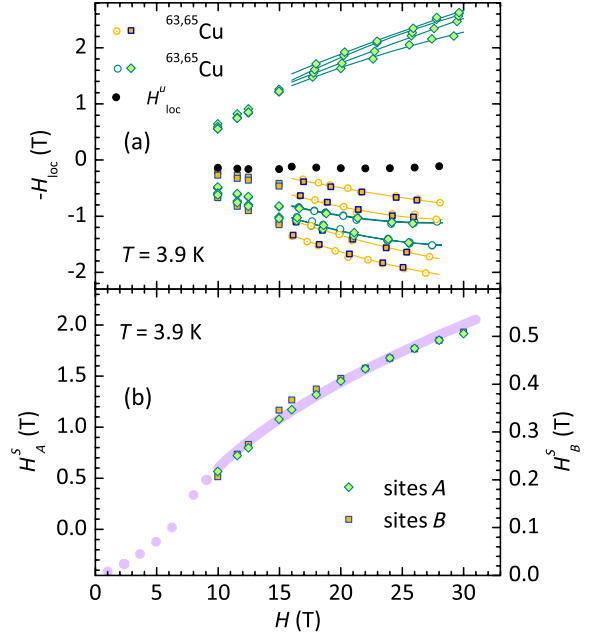 63,65Cu
63,65Cu
H^u_loc
(a)
-H_loc (T)
2
1
0
-1
-2
T = 3.9 K
T = 3.9 K
(b)
H^S_A (T)
2.0
1.5
1.0
0.5
0.0
H^S_B (T)
0.5
0.4
0.3
0.2
0.1
0.0
sites A
sites B
0 5 10 15 20 25 30
H (T)